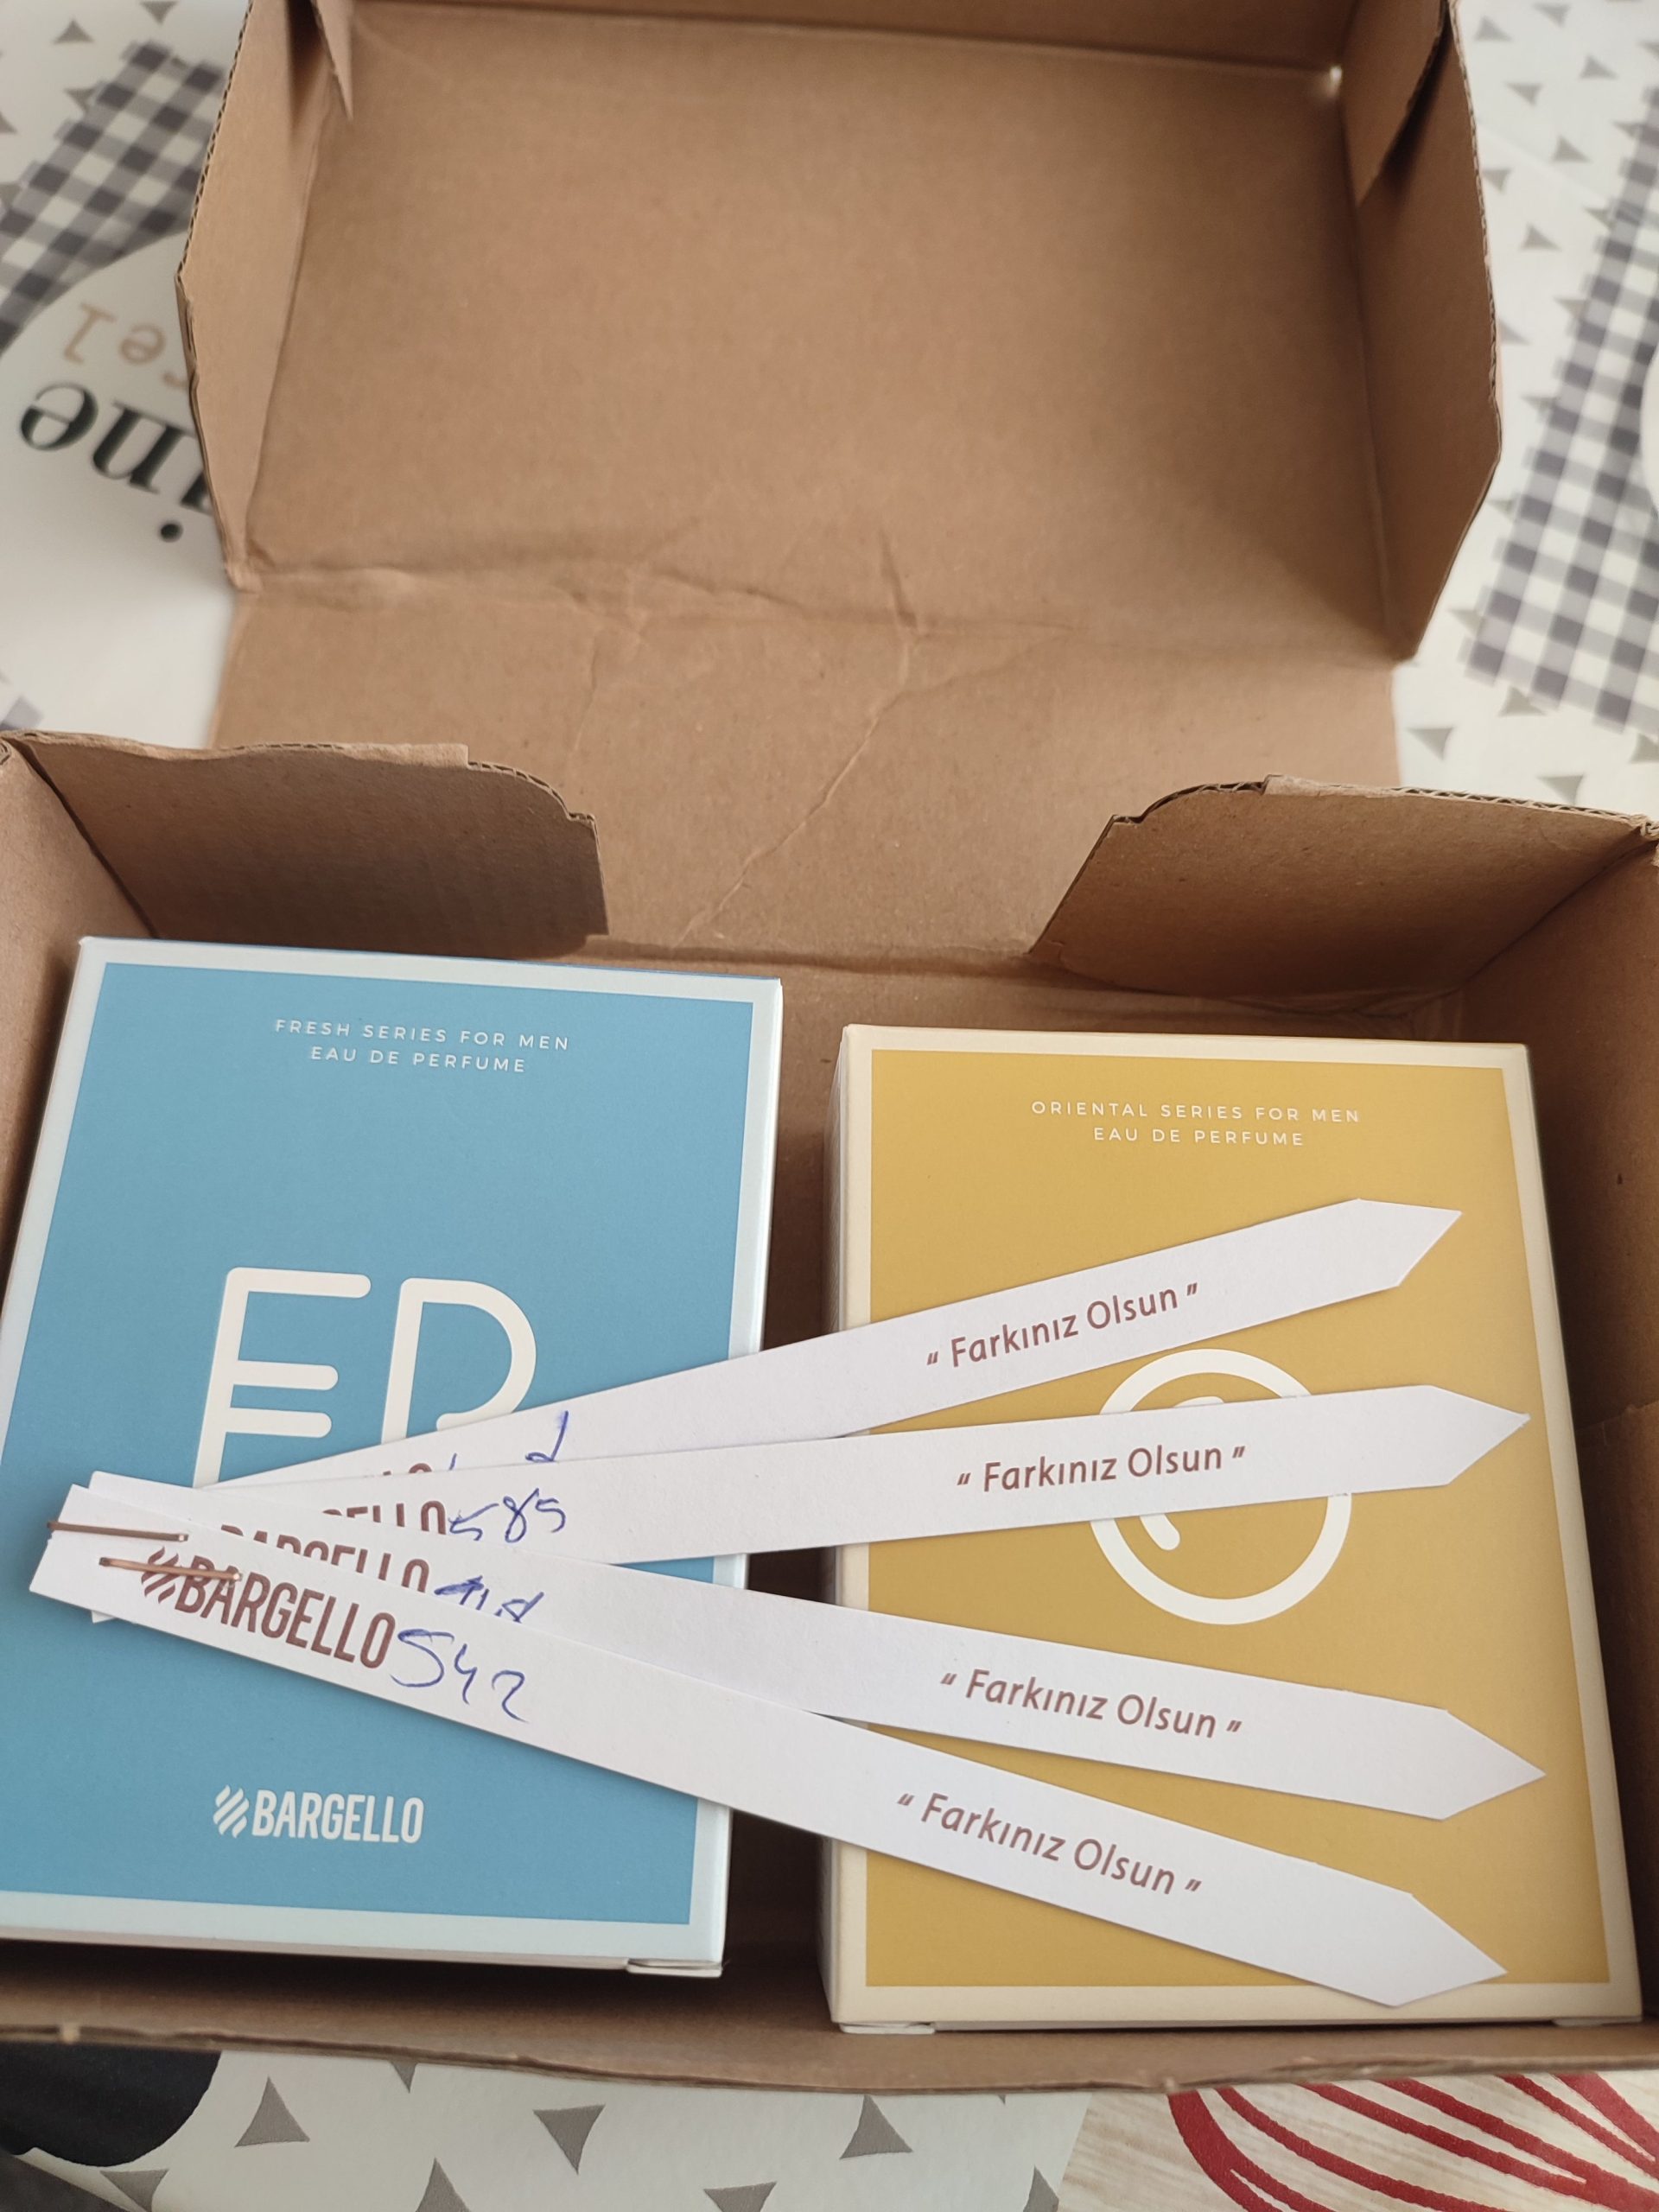 FRESH SERIES FOR MEN
EAU DE PERFUME
BARGELLO
ORIENTAL SERIES FOR MEN
EAU DE PERFUME
" Farkınız Olsun "
585
" Farkınız Olsun "
BARGELLO
" Farkınız Olsun "
BARGELLO 542
" Farkınız Olsun "